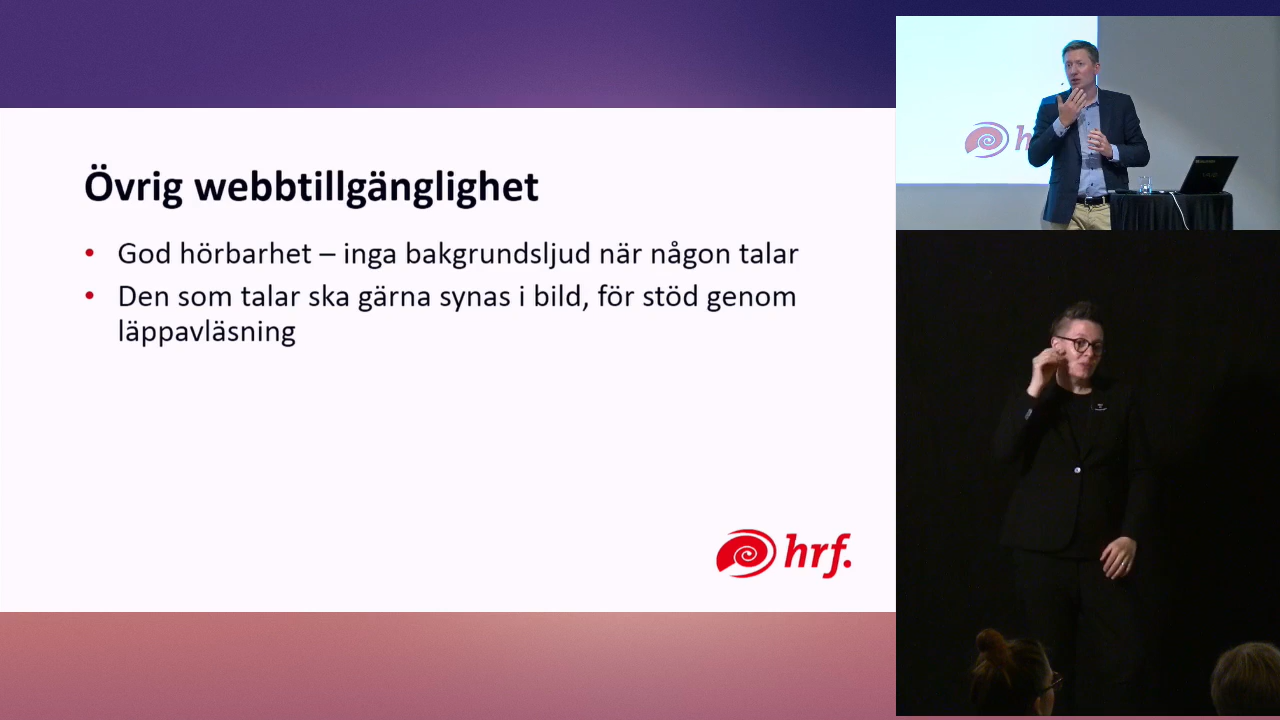 Övrig webbtillgänglighet
• God hörbarhet – inga bakgrundsljud när någon talar
• Den som talar ska gärna synas i bild, för stöd genom
läppavläsning
hrf.
h